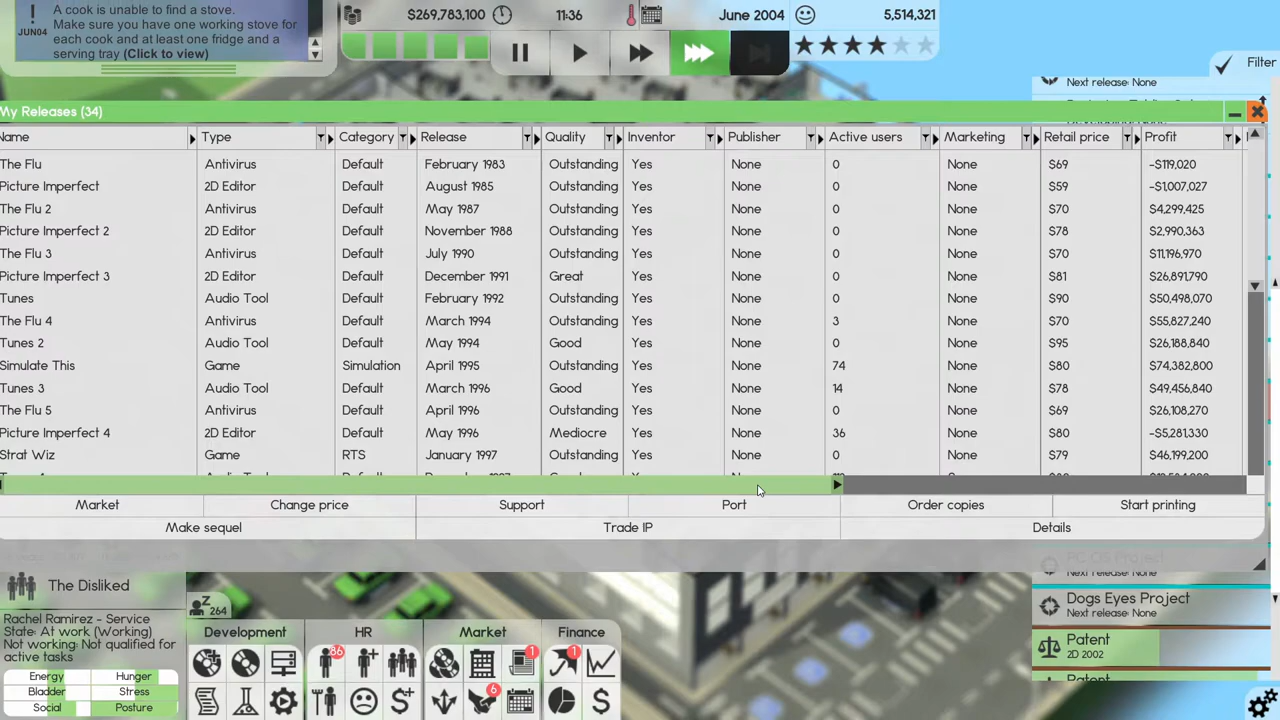 A cook is unable to find a stove.
Make sure you have one working stove for
each cook and at least one fridge and a
serving tray (Click to view)
JUN04
$269,783,100
11:36
June 2004
5,514,321
Filter
Next release: None
My Releases (34)
Name Type Category Release Quality Inventor Publisher Active users Marketing Retail price Profit
The Flu Antivirus Default February 1983 Outstanding Yes None 0 None $69 -$119,020
Picture Imperfect 2D Editor Default August 1985 Outstanding Yes None 0 None $59 -$1,007,027
The Flu 2 Antivirus Default May 1987 Outstanding Yes None 0 None $70 $4,299,425
Picture Imperfect 2 2D Editor Default November 1988 Outstanding Yes None 0 None $78 $2,990,363
The Flu 3 Antivirus Default July 1990 Outstanding Yes None 0 None $70 $11,196,970
Picture Imperfect 3 2D Editor Default December 1991 Great Yes None 0 None $81 $26,891,790
Tunes Audio Tool Default February 1992 Outstanding Yes None 0 None $90 $50,498,070
The Flu 4 Antivirus Default March 1994 Outstanding Yes None 3 None $70 $55,827,240
Tunes 2 Audio Tool Default May 1994 Good Yes None 0 None $95 $26,188,840
Simulate This Game Simulation April 1995 Outstanding Yes None 74 None $80 $74,382,800
Tunes 3 Audio Tool Default March 1996 Good Yes None 14 None $78 $49,456,840
The Flu 5 Antivirus Default April 1996 Outstanding Yes None 0 None $69 $26,108,270
Picture Imperfect 4 2D Editor Default May 1996 Mediocre Yes None 36 None $80 -$5,281,330
Strat Wiz Game RTS January 1997 Outstanding Yes None 0 None $79 $46,199,200
Market Change price Support Port Order copies Start printing
Make sequel Trade IP Details
PC OS Project
Next release: None
The Disliked
Dogs Eyes Project
Next release: None
Z 264
Rachel Ramirez - Service
State: At work (Working)
Not working: Not qualified for
active tasks
Energy Hunger
Bladder Stress
Social Posture
Development HR Market Finance
86 1 1
6
Patent
2D 2002